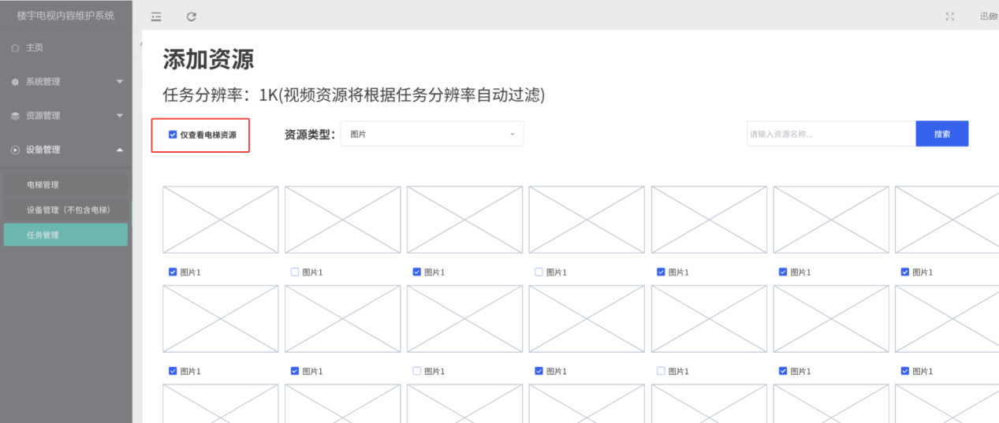 楼宇电视内容维护系统
迅傲
主页
系统管理
资源管理
设备管理
电梯管理
设备管理（不包含电梯）
任务管理
添加资源
任务分辨率：1K(视频资源将根据任务分辨率自动过滤)
仅查看电梯资源
资源类型：
图片
请输入资源名称...
搜索
图片1 图片1 图片1 图片1 图片1 图片1 图片1
图片1 图片1 图片1 图片1 图片1 图片1 图片1